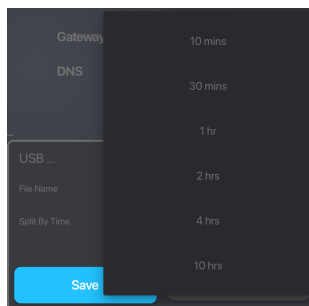 Gateway
DNS
USB ...
File Name
Split By Time
Save
10 mins
30 mins
1 hr
2 hrs
4 hrs
10 hrs